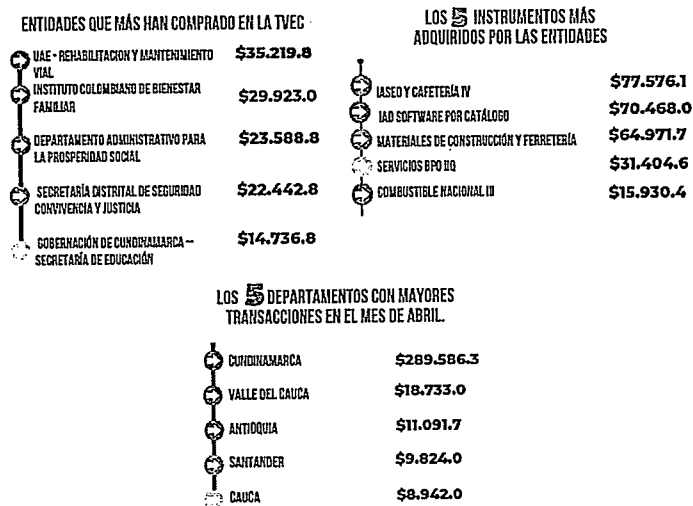 ENTIDADES QUE MÁS HAN COMPRADO EN LA TVEC
UAE - REHABILITACION Y MANTENIMIENTO
VIAL
$35.219.8
INSTITUTO COLOMBIANO DE BIENESTAR
FAMILIAR
$29.923.0
DEPARTAMENTO ADMINISTRATIVO PARA
LA PROSPERIDAD SOCIAL
$23.588.8
SECRETARÍA DISTRITAL DE SEGURIDAD
CONVIVENCIA Y JUSTICIA
$22.442.8
GOBERNACIÓN DE CUNDINAMARCA –
SECRETARÍA DE EDUCACIÓN
$14.736.8
LOS 5 INSTRUMENTOS MÁS
ADQUIRIDOS POR LAS ENTIDADES
IASEO Y CAFETERÍA IV $77.576.1
IAD SOFTWARE POR CATÁLOGO $70.468.0
MATERIALES DE CONSTRUCCIÓN Y FERRETERÍA $64.971.7
SERVICIOS BPO $31.404.6
COMBUSTIBLE NACIONAL III $15.930.4
LOS 5 DEPARTAMENTOS CON MAYORES
TRANSACCIONES EN EL MES DE ABRIL.
CUNDINAMARCA $289.586.3
VALLE DEL CAUCA $18.733.0
ANTIOQUIA $11.091.7
SANTANDER $9.824.0
CAUCA $8.942.0